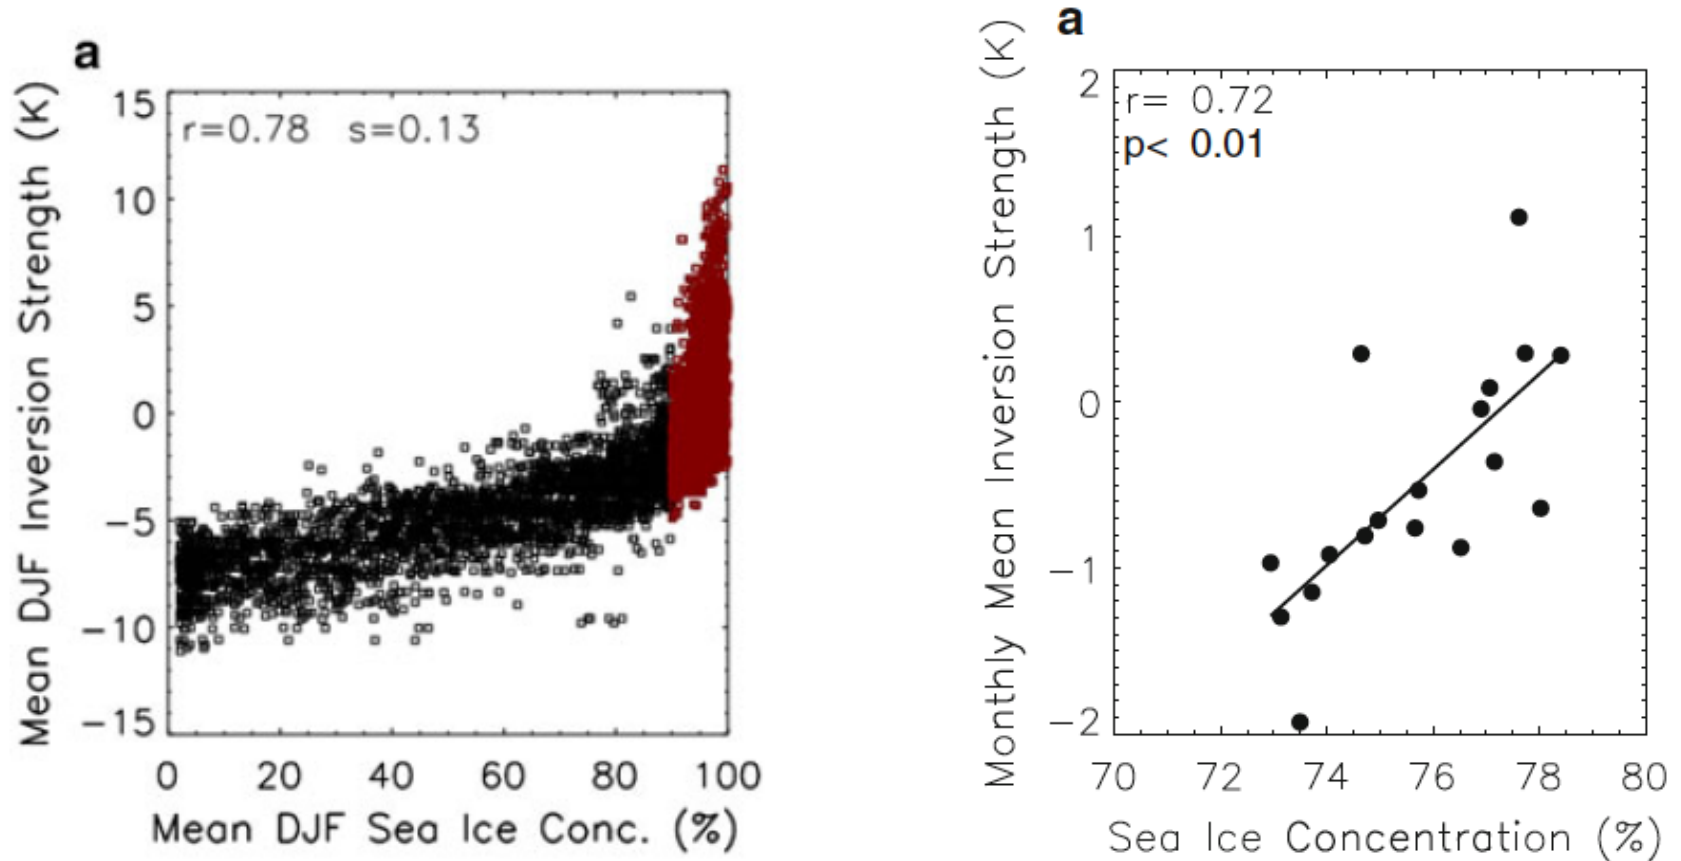 a
Mean DJF Inversion Strength (K)
15
10
5
0
−5
−10
−15
r=0.78 s=0.13
0 20 40 60 80 100
Mean DJF Sea Ice Conc. (%)
a
Monthly Mean Inversion Strength (K)
2
1
0
−1
−2
r= 0.72
p< 0.01
70 72 74 76 78 80
Sea Ice Concentration (%)